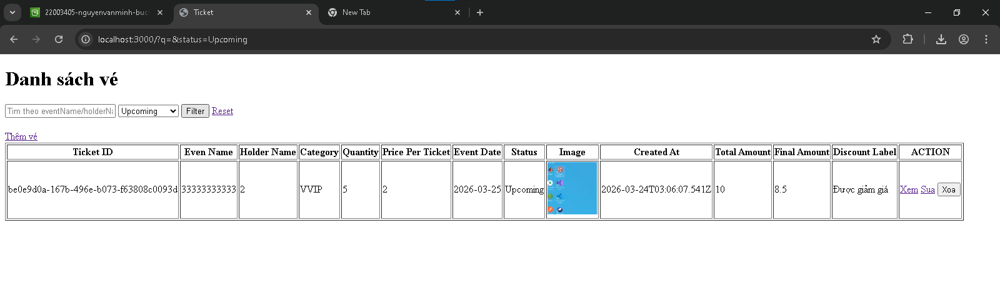 22003405-nguyenvanminh-buc
Ticket
New Tab
localhost:3000/?q=&status=Upcoming
Danh sách vé
Tim theo eventName/holderNa
Upcoming
Filter
Reset
Thêm vé
Ticket ID Even Name Holder Name Category Quantity Price Per Ticket Event Date Status Image Created At Total Amount Final Amount Discount Label ACTION
be0e9d0a-167b-496e-b073-f63808c0093d 33333333333 2 VVIP 5 2 2026-03-25 Upcoming 2026-03-24T03:06:07.541Z 10 8.5 Được giảm giá Xem Sua Xoa